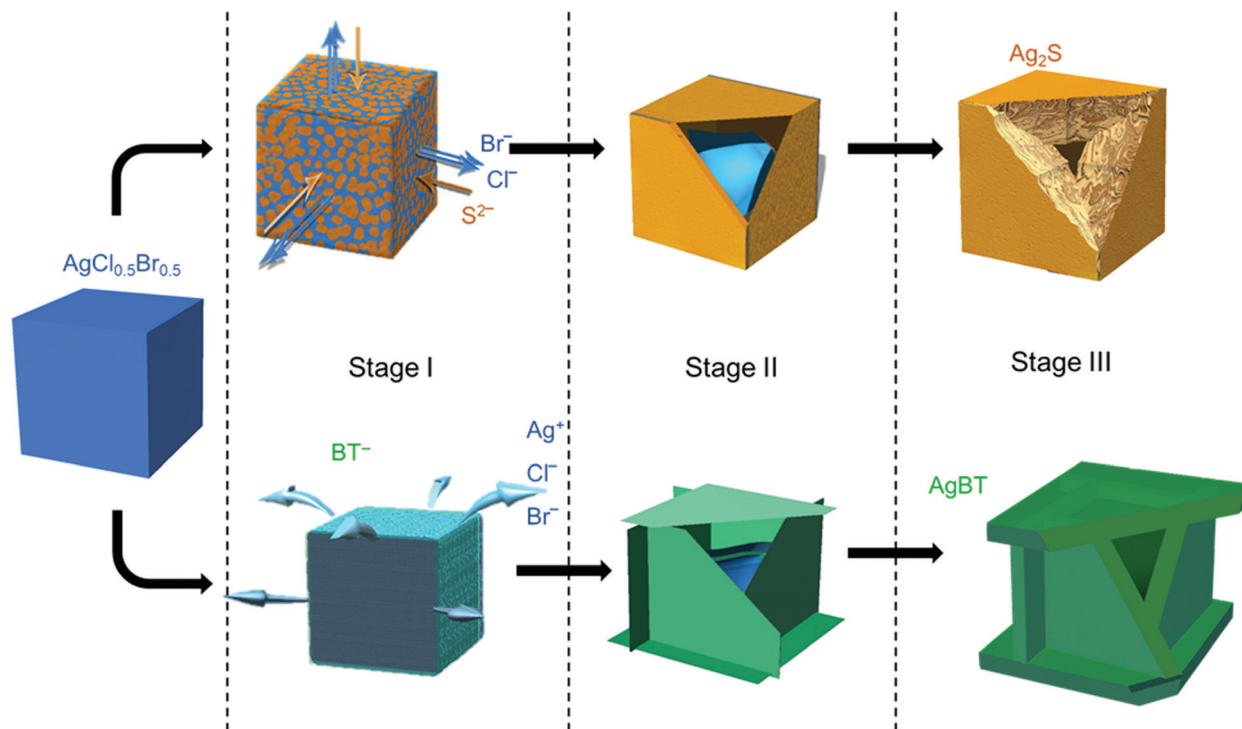 Ag₂S
Br⁻
Cl⁻
S²⁻
AgCl₀.₅Br₀.₅
Stage I
Stage II
Stage III
BT⁻
Ag⁺
Cl⁻
Br⁻
AgBT